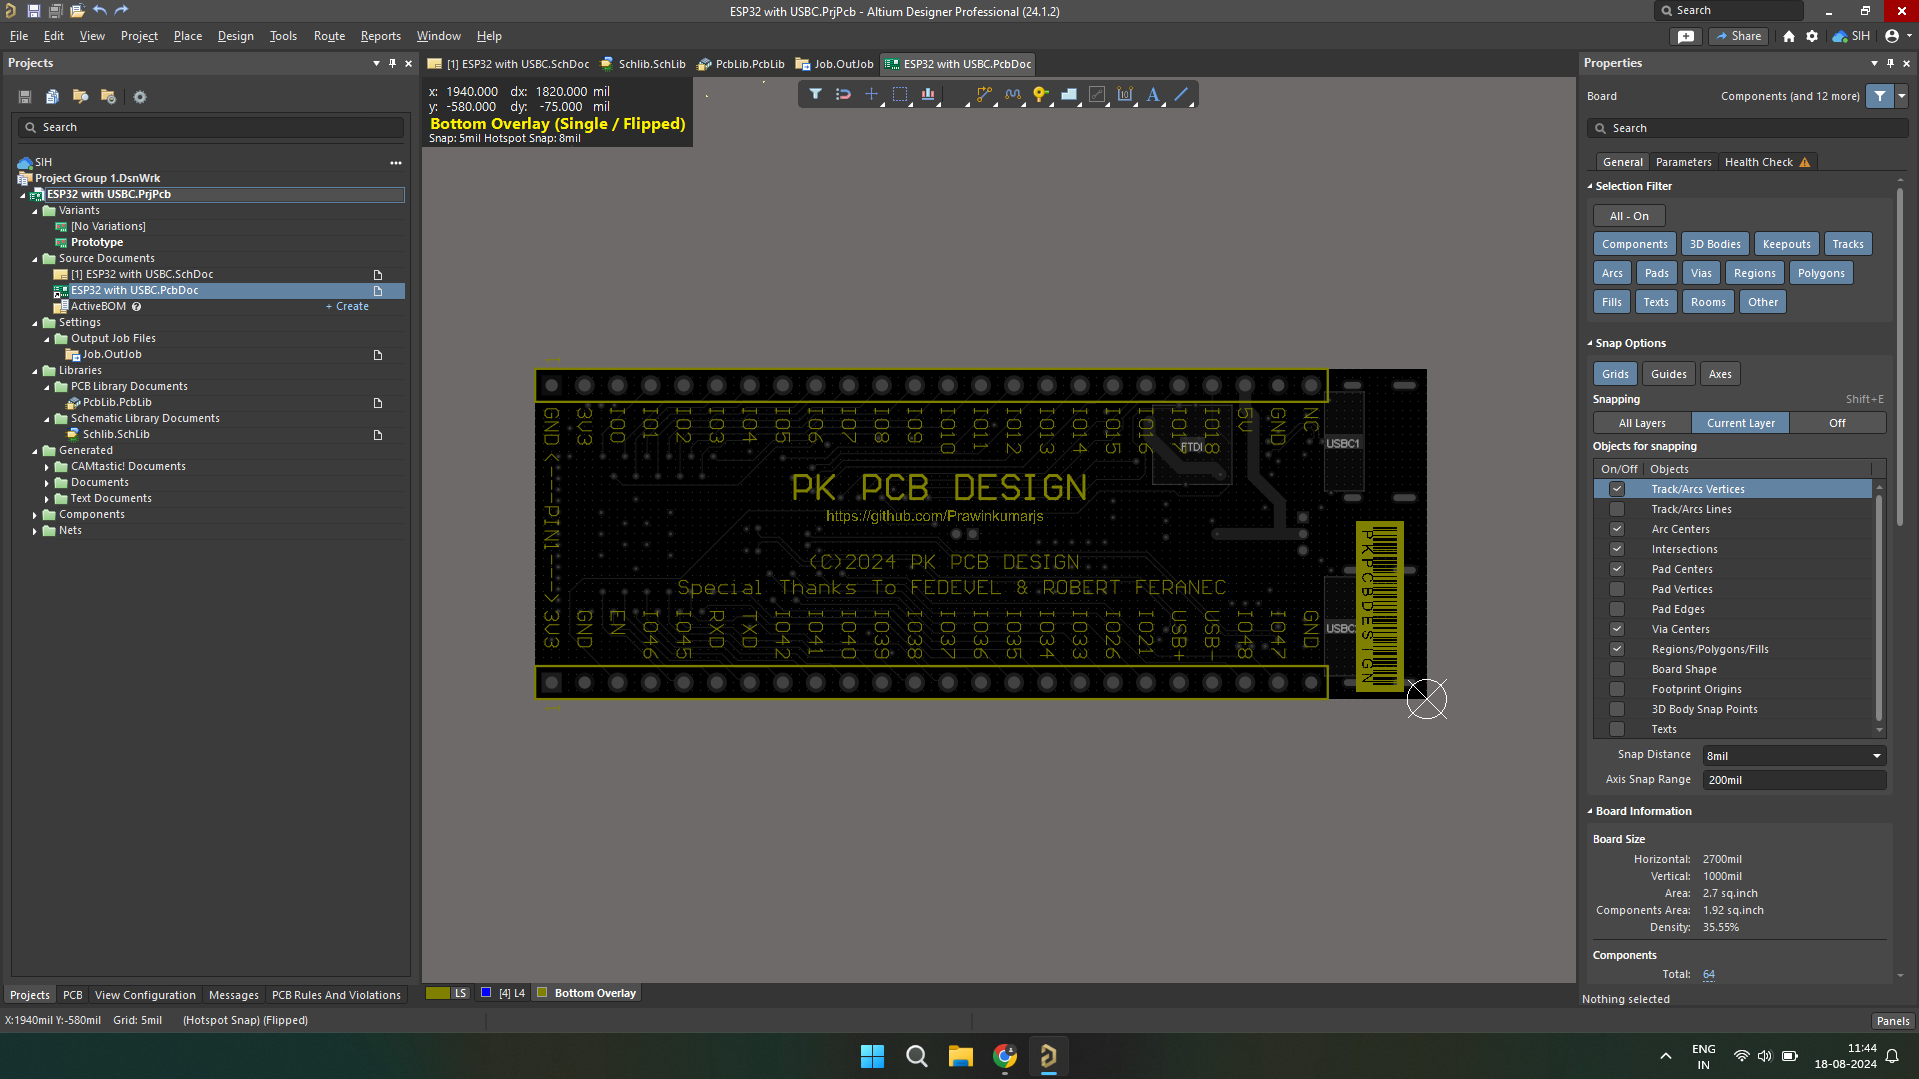 ESP32 with USBC.PrjPcb - Altium Designer Professional (24.1.2)
Search
File Edit View Project Place Design Tools Route Reports Window Help
Share SIH
Projects
[1] ESP32 with USBC.SchDoc Schlib.SchLib PcbLib.PcbLib Job.OutJob ESP32 with USBC.PcbDoc
Properties
x: 1940.000 dx: 1820.000 mil
y: -580.000 dy: -75.000 mil
Bottom Overlay (Single / Flipped)
Snap: 5mil Hotspot Snap: 8mil
Search
SIH
Project Group 1.DsnWrk
ESP32 with USBC.PrjPcb
Variants
[No Variations]
Prototype
Source Documents
[1] ESP32 with USBC.SchDoc
ESP32 with USBC.PcbDoc
ActiveBOM + Create
Settings
Output Job Files
Job.OutJob
Libraries
PCB Library Documents
PcbLib.PcbLib
Schematic Library Documents
Schlib.SchLib
Generated
CAMtastic! Documents
Documents
Text Documents
Components
Nets
GND 3V3 IO0 IO1 IO2 IO3 IO4 IO5 IO6 IO7 IO8 IO9 IO10 IO11 IO12 IO13 IO14 IO15 IO16 IO17 IO18 5V GND NC
FTDI
USBC1
<--PIN1-->
PK PCB DESIGN
https://github.com/Prawinkumarjs
(C)2024 PK PCB DESIGN
Special Thanks To FEDEVEL & ROBERT FERANEC
3V3 GND EN IO46 IO45 RXD TXD IO42 IO41 IO40 IO39 IO38 IO37 IO36 IO35 IO34 IO33 IO26 IO21 USB+ USB- IO48 IO47 GND
USBC
PKPCBDESIGN
Board Components (and 12 more)
Search
General Parameters Health Check
Selection Filter
All - On
Components 3D Bodies Keepouts Tracks
Arcs Pads Vias Regions Polygons
Fills Texts Rooms Other
Snap Options
Grids Guides Axes
Snapping Shift+E
All Layers Current Layer Off
Objects for snapping
On/Off Objects
Track/Arcs Vertices
Track/Arcs Lines
Arc Centers
Intersections
Pad Centers
Pad Vertices
Pad Edges
Via Centers
Regions/Polygons/Fills
Board Shape
Footprint Origins
3D Body Snap Points
Texts
Snap Distance 8mil
Axis Snap Range 200mil
Board Information
Board Size
Horizontal: 2700mil
Vertical: 1000mil
Area: 2.7 sq.inch
Components Area: 1.92 sq.inch
Density: 35.55%
Components
Total: 64
Nothing selected
Projects PCB View Configuration Messages PCB Rules And Violations
LS [4] L4 Bottom Overlay
X:1940mil Y:-580mil Grid: 5mil (Hotspot Snap) (Flipped)
Panels
ENG
IN
11:44
18-08-2024